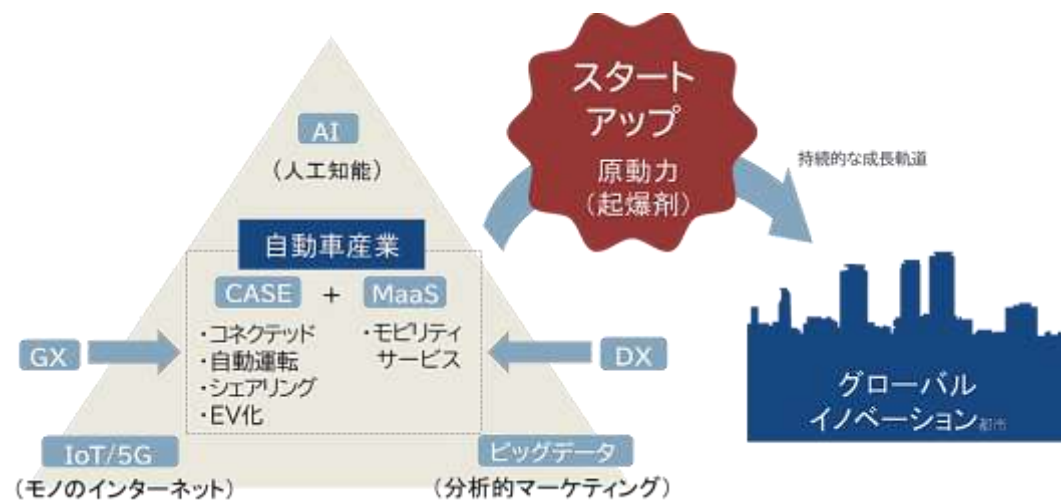 AI
(人工知能)
自動車産業
CASE + MaaS
・コネクテッド
・自動運転
・シェアリング
・EV化
・モビリティ
サービス
GX
DX
IoT/5G
(モノのインターネット)
ビッグデータ
(分析的マーケティング)
スタート
アップ
原動力
(起爆剤)
持続的な成長軌道
グローバル
イノベーション都市